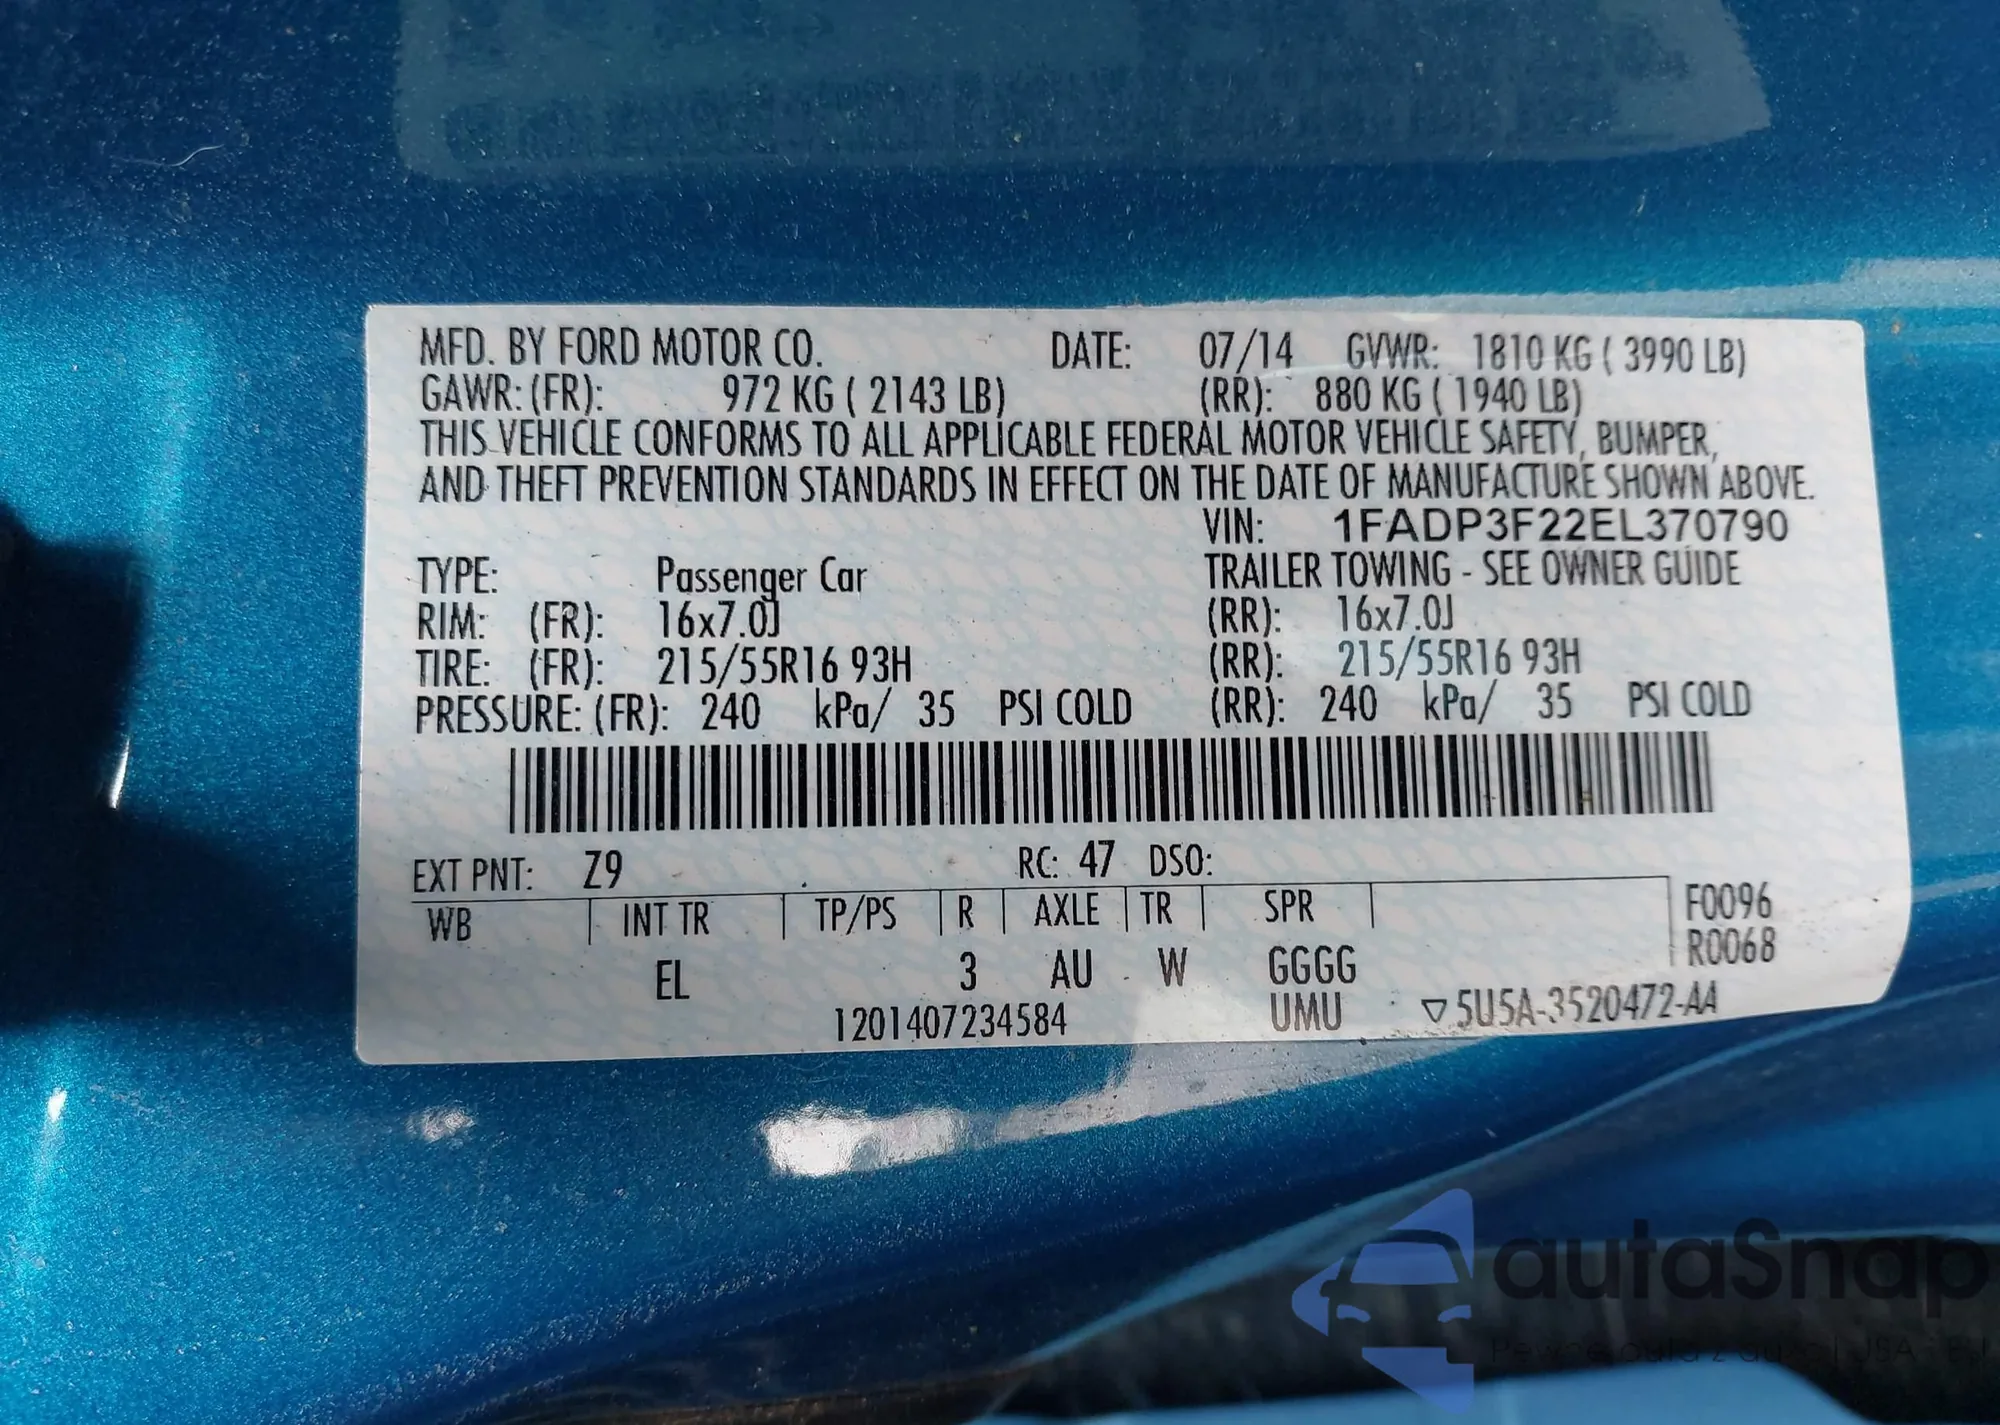 MFD. BY FORD MOTOR CO. DATE: 07/14 GVWR: 1810 KG ( 3990 LB)
GAWR: (FR): 972 KG ( 2143 LB) (RR): 880 KG ( 1940 LB)
THIS VEHICLE CONFORMS TO ALL APPLICABLE FEDERAL MOTOR VEHICLE SAFETY, BUMPER,
AND THEFT PREVENTION STANDARDS IN EFFECT ON THE DATE OF MANUFACTURE SHOWN ABOVE.
VIN: 1FADP3F22EL370790
TYPE: Passenger Car TRAILER TOWING - SEE OWNER GUIDE
RIM: (FR): 16x7.0J (RR): 16x7.0J
TIRE: (FR): 215/55R16 93H (RR): 215/55R16 93H
PRESSURE: (FR): 240 kPa/ 35 PSI COLD (RR): 240 kPa/ 35 PSI COLD
EXT PNT: Z9 RC: 47 DSO:
WB INT TR TP/PS R AXLE TR SPR F0096
R0068
EL 3 AU W GGGG
1201407234584 UMU ▽5U5A-3520472-AA
autaSnap